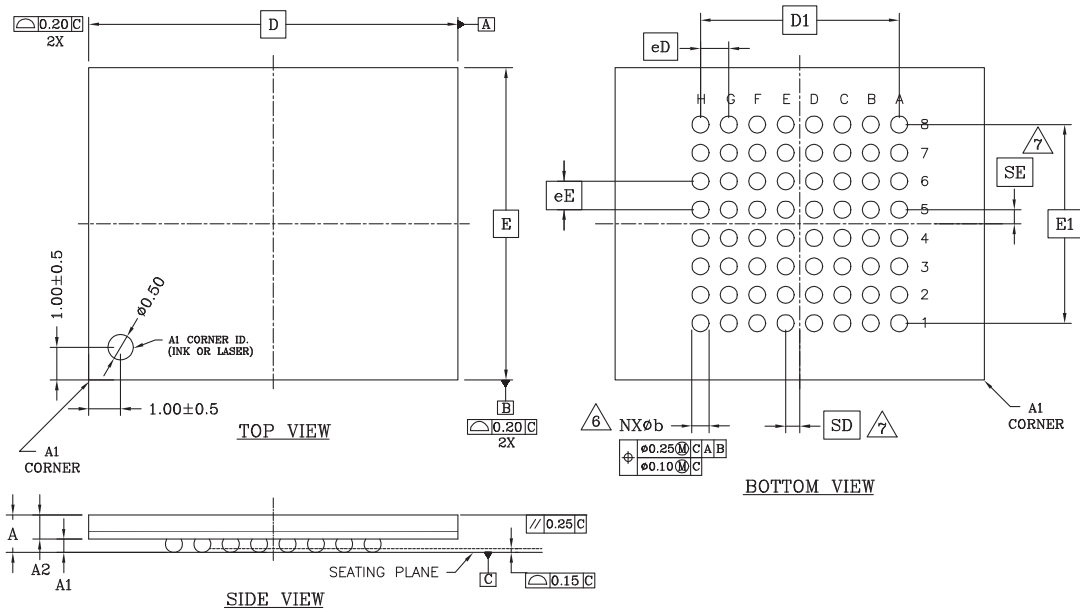 ⌓ 0.20 C
2X
D
A
E
1.00±0.5
ø0.50
A1 CORNER ID.
(INK OR LASER)
1.00±0.5
A1
CORNER
B
⌓ 0.20 C
2X
TOP VIEW
D1
eD
H G F E D C B A
8
7
6
5
4
3
2
1
7
SE
eE
E1
6 NXøb
⌖ ø0.25Ⓜ C A B
ø0.10Ⓜ C
SD 7
A1
CORNER
BOTTOM VIEW
A
A2
A1
// 0.25 C
SEATING PLANE
C
⌓ 0.15 C
SIDE VIEW